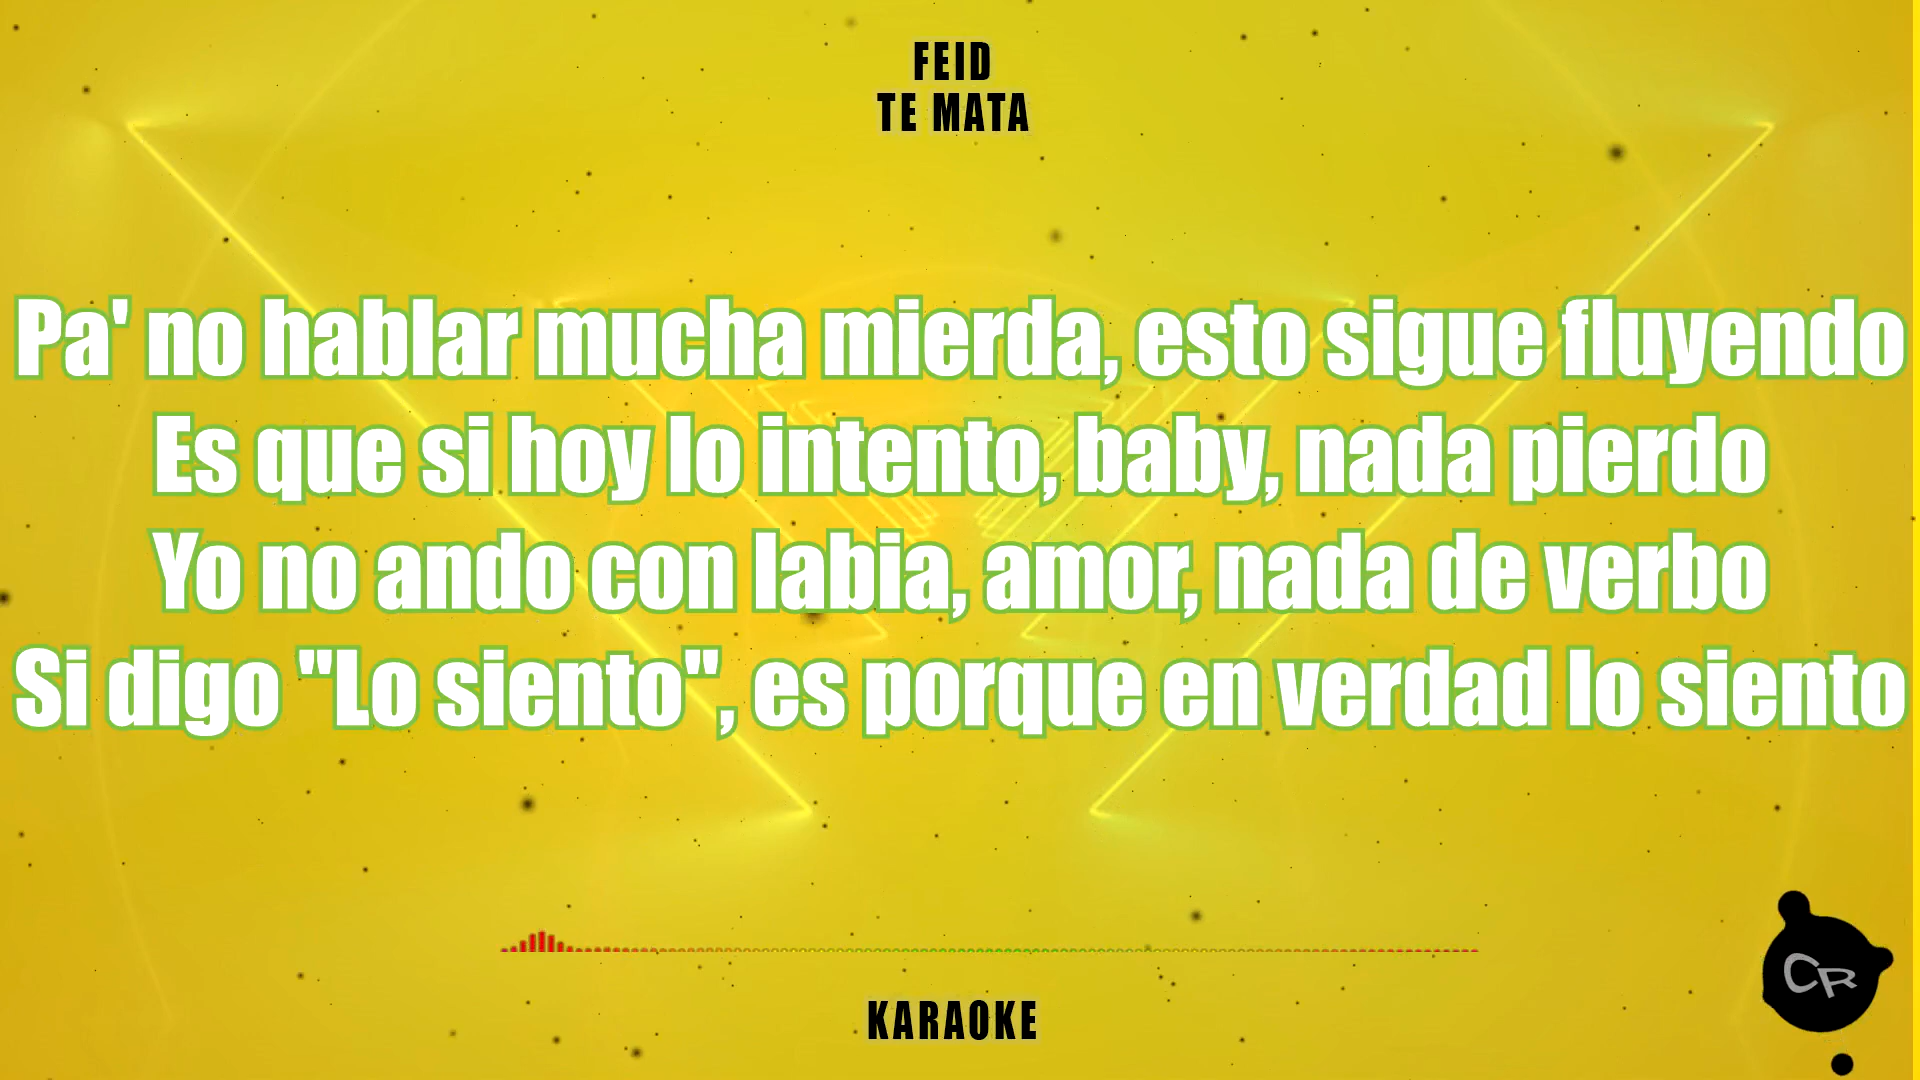 FEID
TE MATA
Pa' no hablar mucha mierda, esto sigue fluyendo
Es que si hoy lo intento, baby, nada pierdo
Yo no ando con labia, amor, nada de verbo
Si digo "Lo siento", es porque en verdad lo siento
KARAOKE
CR